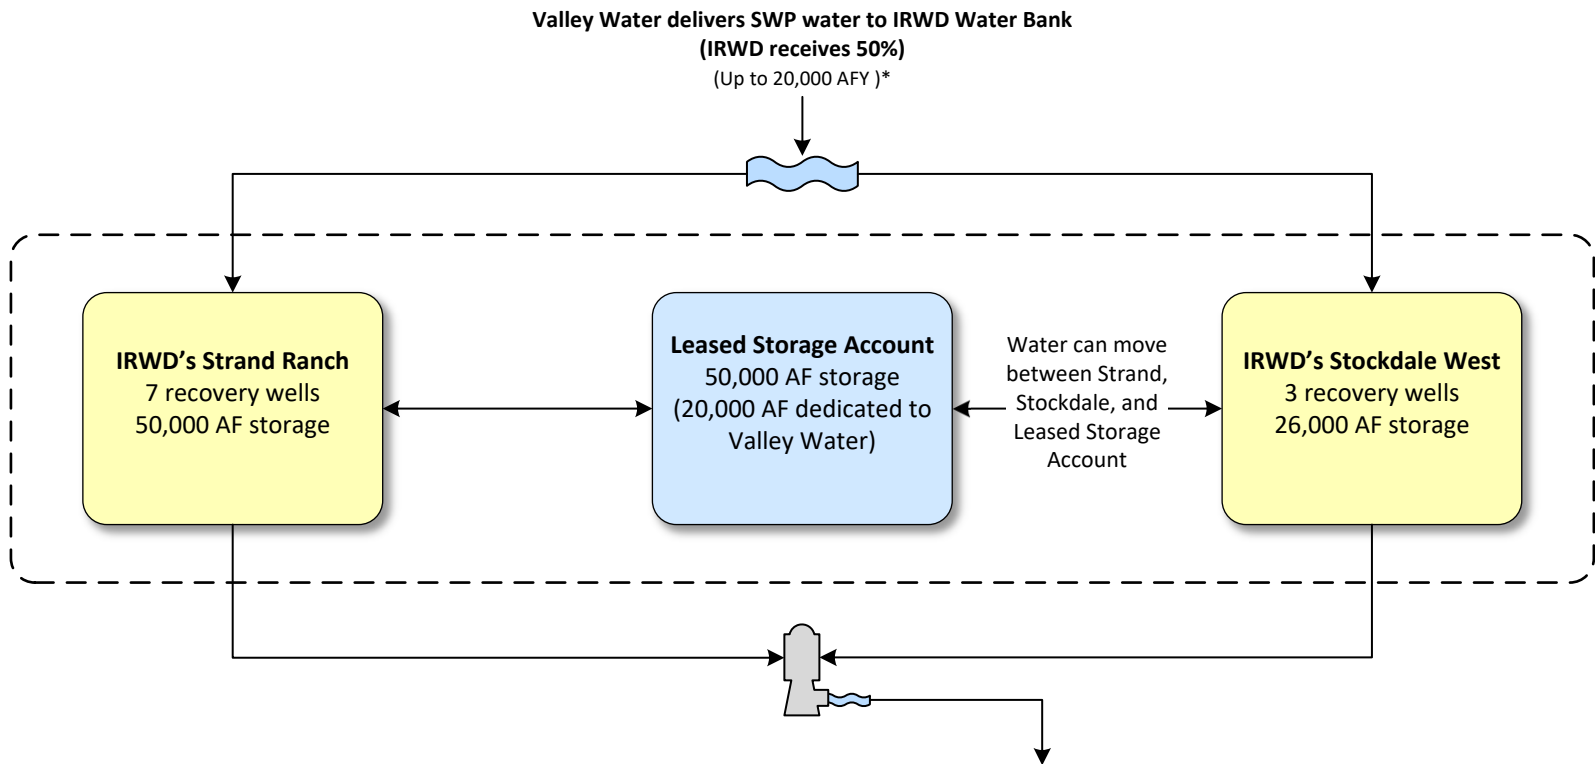 Valley Water delivers SWP water to IRWD Water Bank
(IRWD receives 50%)
(Up to 20,000 AFY )*
IRWD’s Strand Ranch
7 recovery wells
50,000 AF storage
Leased Storage Account
50,000 AF storage
(20,000 AF dedicated to
Valley Water)
Water can move
between Strand,
Stockdale, and
Leased Storage
Account
IRWD’s Stockdale West
3 recovery wells
26,000 AF storage